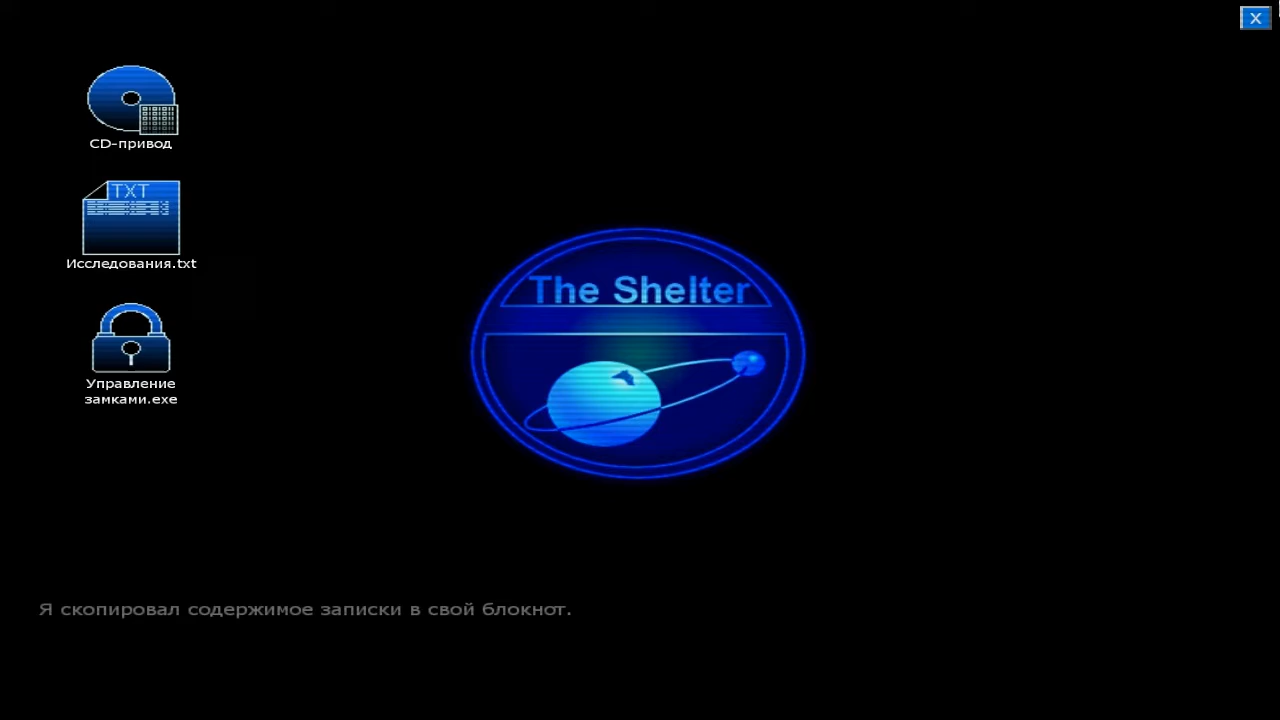 X
CD-привод
TXT
Исследования.txt
Управление
замками.exe
The Shelter
Я скопировал содержимое записки в свой блокнот.